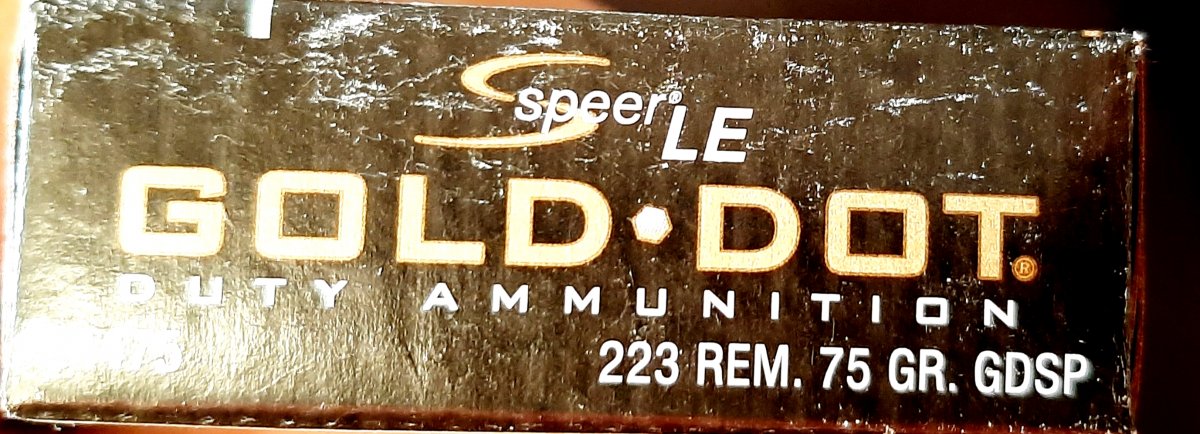 speer® LE
GOLD·DOT®
DUTY AMMUNITION
223 REM. 75 GR. GDSP